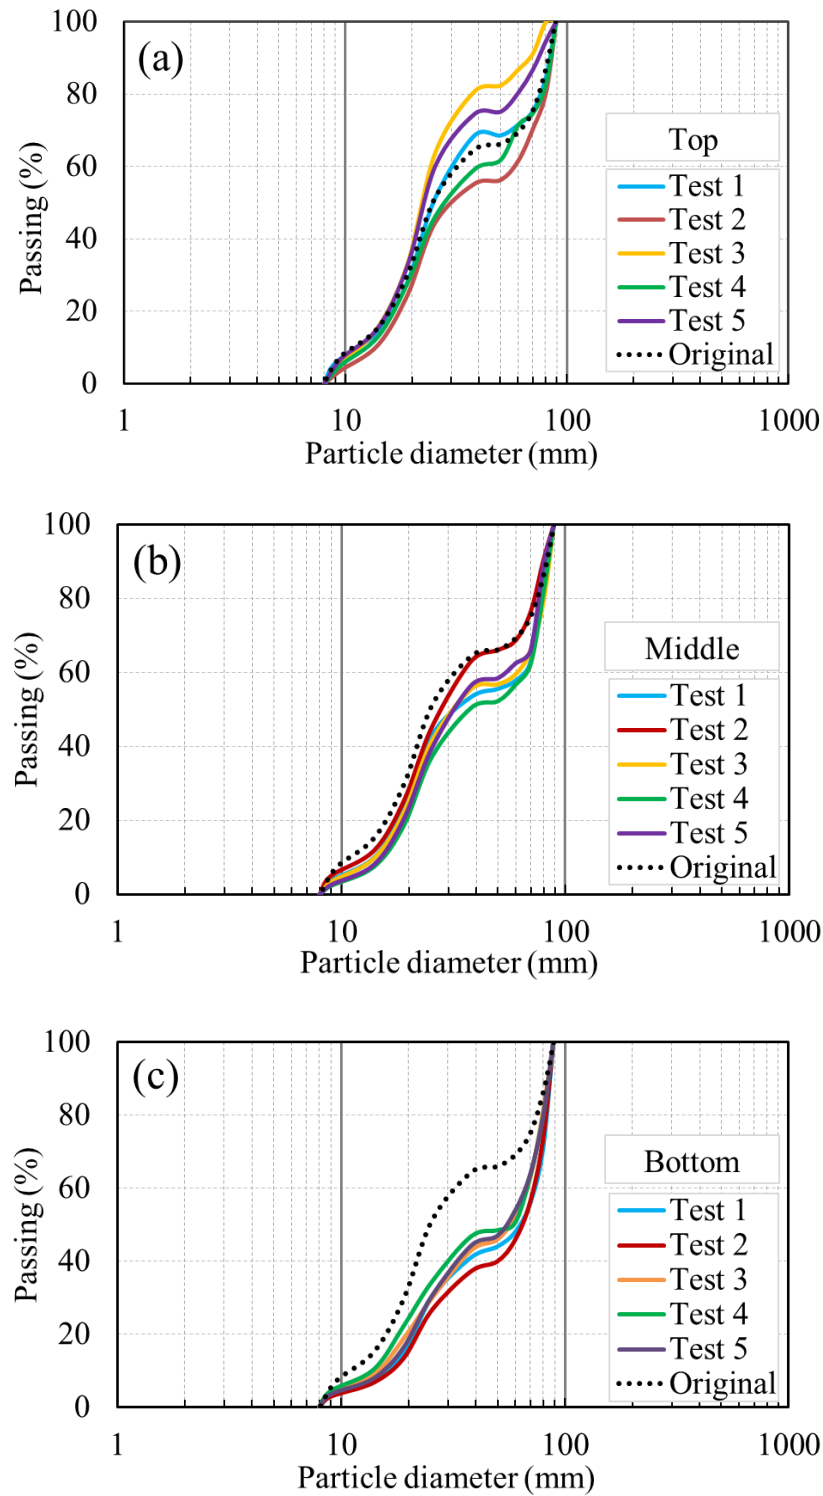 (a)
100
80
60
40
20
0
Passing (%)
Top
Test 1
Test 2
Test 3
Test 4
Test 5
Original
1
10
100
1000
Particle diameter (mm)
(b)
100
80
60
40
20
0
Passing (%)
Middle
Test 1
Test 2
Test 3
Test 4
Test 5
Original
1
10
100
1000
Particle diameter (mm)
(c)
100
80
60
40
20
0
Passing (%)
Bottom
Test 1
Test 2
Test 3
Test 4
Test 5
Original
1
10
100
1000
Particle diameter (mm)